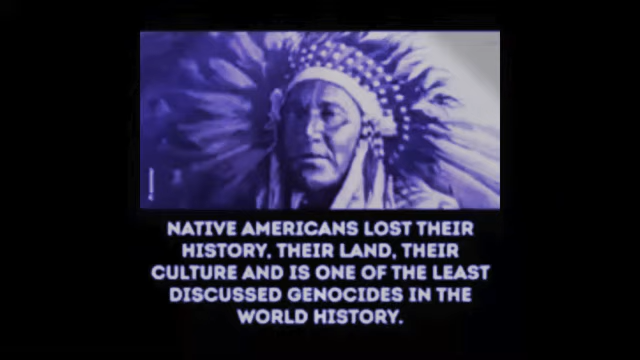 NATIVE AMERICANS LOST THEIR
HISTORY, THEIR LAND, THEIR
CULTURE AND IS ONE OF THE LEAST
DISCUSSED GENOCIDES IN THE
WORLD HISTORY.